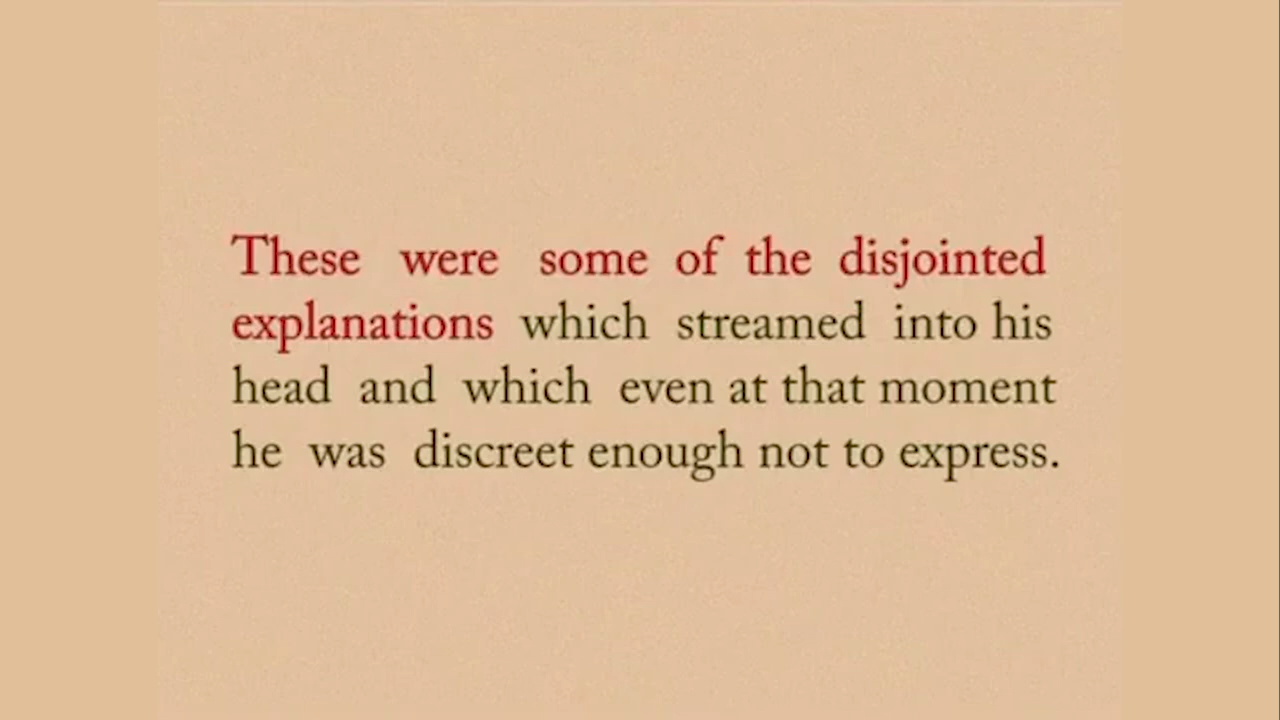 These were some of the disjointed
explanations which streamed into his
head and which even at that moment
he was discreet enough not to express.